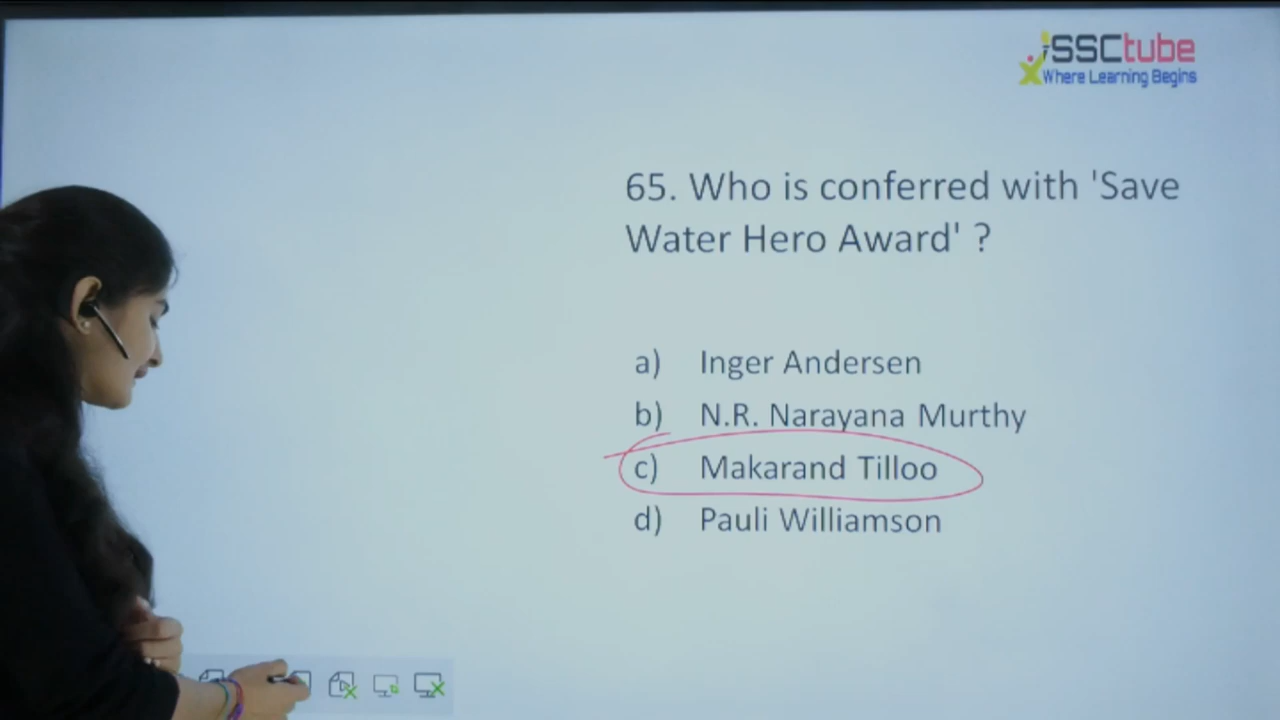 SSCtube
Where Learning Begins
65. Who is conferred with 'Save
Water Hero Award' ?
a) Inger Andersen
b) N.R. Narayana Murthy
c) Makarand Tilloo
d) Pauli Williamson